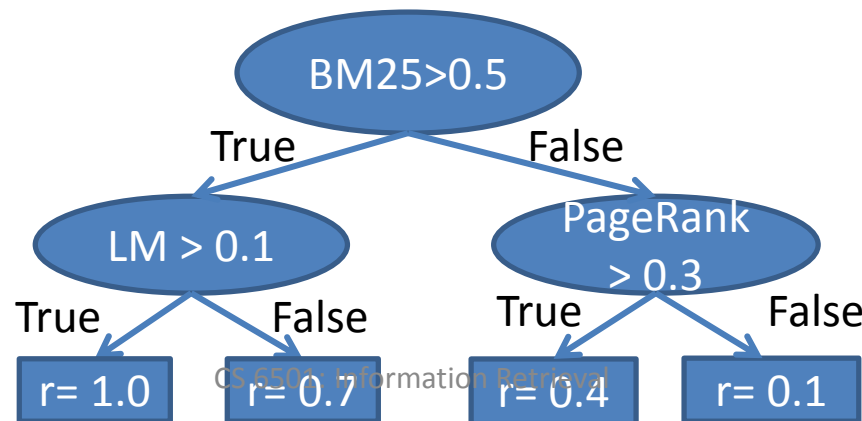 BM25>0.5
True
False
LM > 0.1
PageRank
> 0.3
True
False
True
False
r= 1.0
r= 0.7
r= 0.4
r= 0.1
CS 6501: Information Retrieval